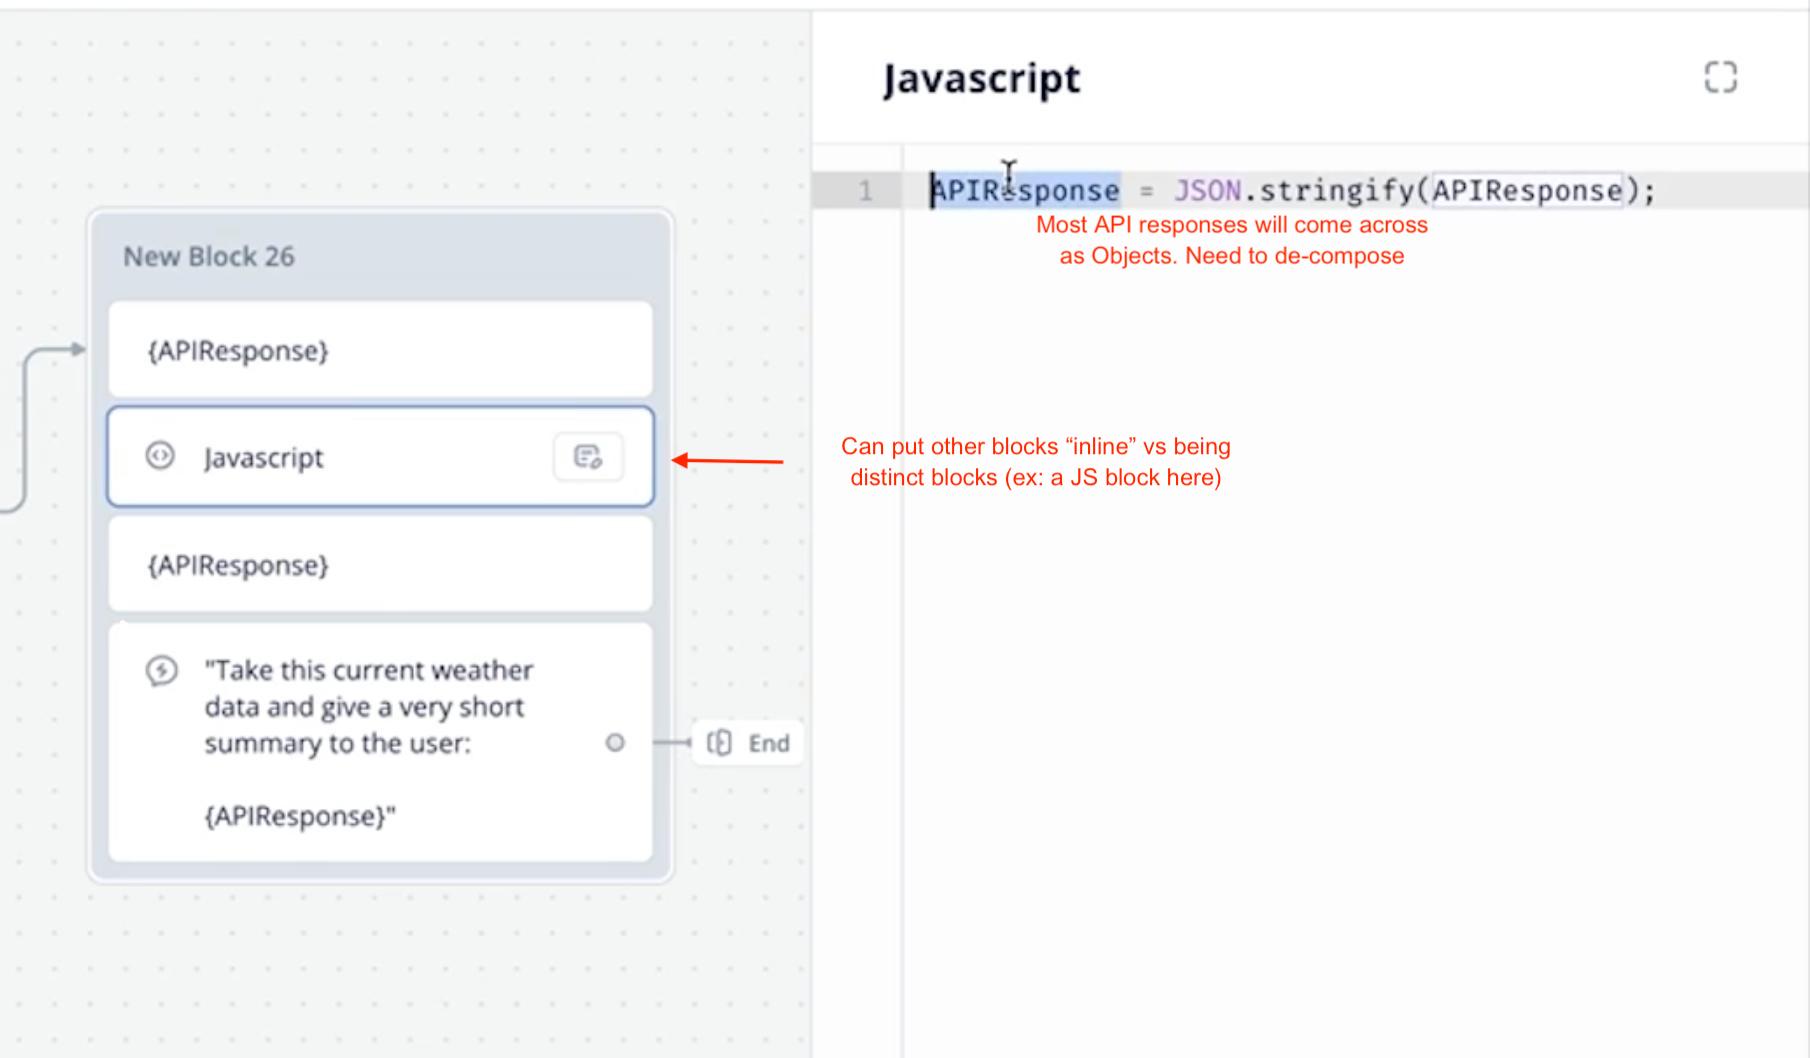 New Block 26
{APIResponse}
Javascript
{APIResponse}
"Take this current weather
data and give a very short
summary to the user:
{APIResponse}"
End
Javascript
1 APIResponse = JSON.stringify(APIResponse);
Most API responses will come across
as Objects. Need to de-compose
Can put other blocks “inline” vs being
distinct blocks (ex: a JS block here)